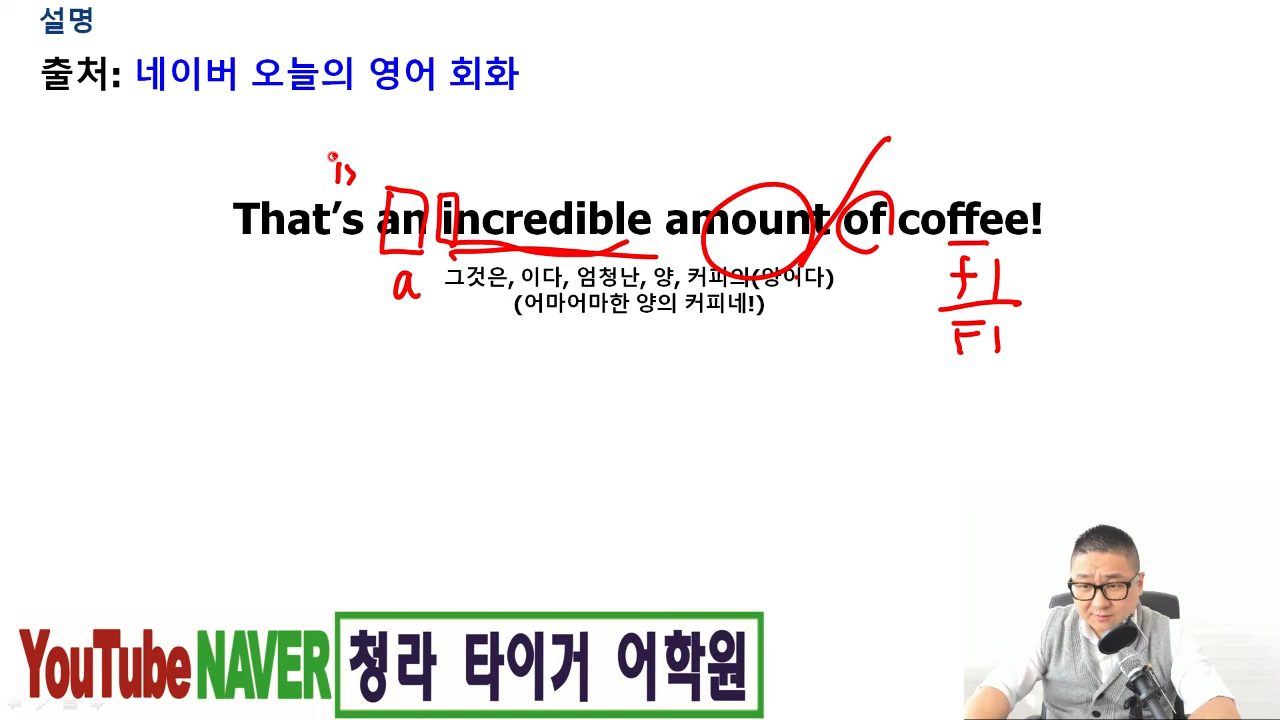 설명
출처: 네이버 오늘의 영어 회화
is
That's an incredible amount of coffee!
a
그것은, 이다, 엄청난, 양, 커피의(양이다)
(어마어마한 양의 커피네!)
YouTube NAVER 청라 타이거 어학원